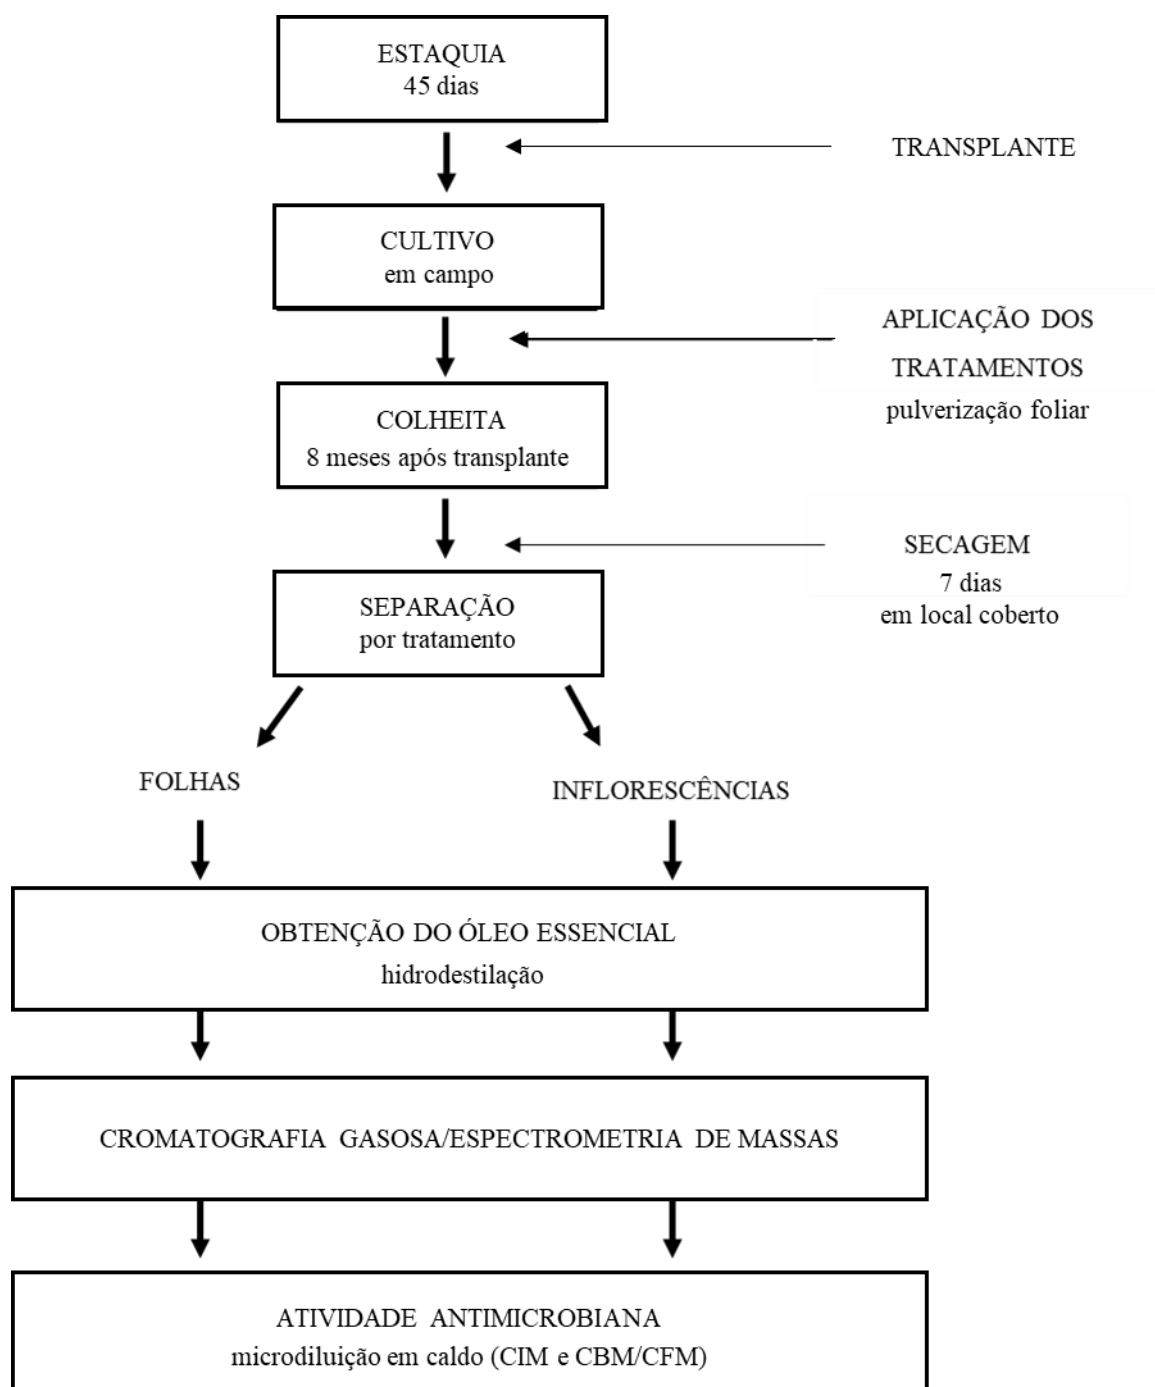 ESTAQUIA
45 dias
TRANSPLANTE
CULTIVO
em campo
APLICAÇÃO DOS
TRATAMENTOS
pulverização foliar
COLHEITA
8 meses após transplante
SECAGEM
7 dias
em local coberto
SEPARAÇÃO
por tratamento
FOLHAS
INFLORESCÊNCIAS
OBTENÇÃO DO ÓLEO ESSENCIAL
hidrodestilação
CROMATOGRAFIA GASOSA/ESPECTROMETRIA DE MASSAS
ATIVIDADE ANTIMICROBIANA
microdiluição em caldo (CIM e CBM/CFM)